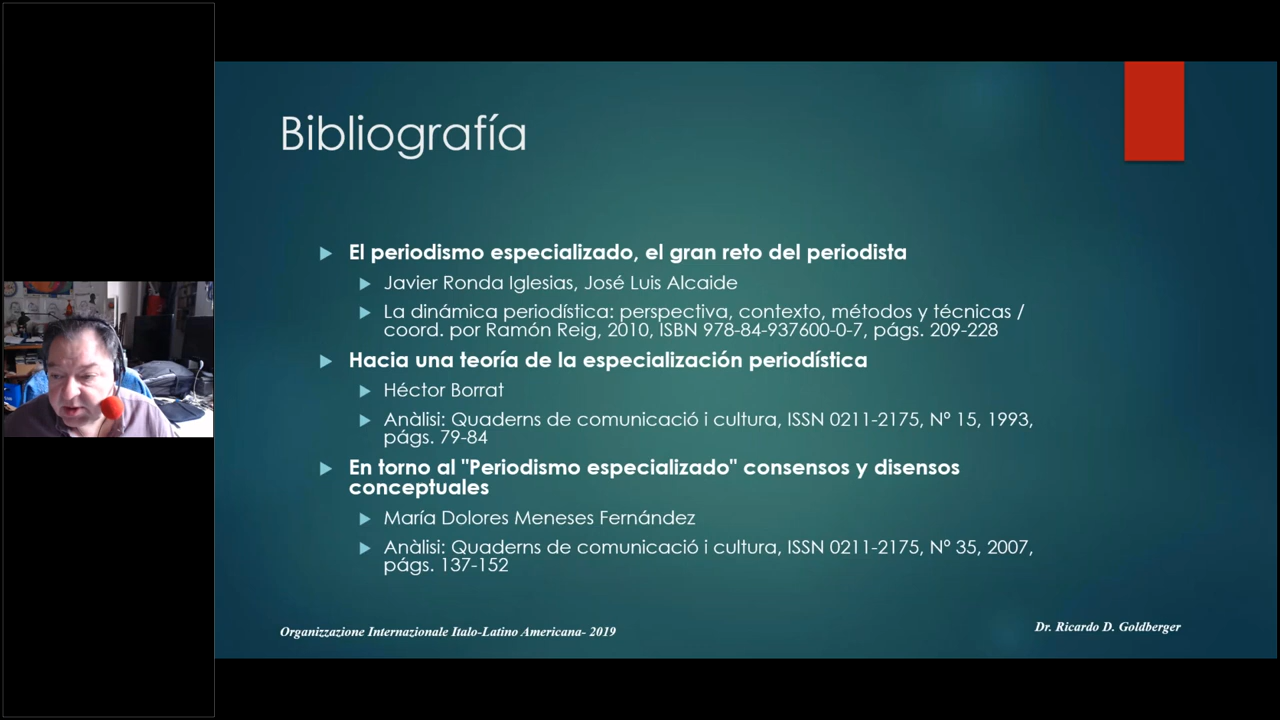 Bibliografía
El periodismo especializado, el gran reto del periodista
Javier Ronda Iglesias, José Luis Alcaide
La dinámica periodística: perspectiva, contexto, métodos y técnicas /
coord. por Ramón Reig, 2010, ISBN 978-84-937600-0-7, págs. 209-228
Hacia una teoría de la especialización periodística
Héctor Borrat
Anàlisi: Quaderns de comunicació i cultura, ISSN 0211-2175, Nº 15, 1993,
págs. 79-84
En torno al "Periodismo especializado" consensos y disensos
conceptuales
María Dolores Meneses Fernández
Anàlisi: Quaderns de comunicació i cultura, ISSN 0211-2175, Nº 35, 2007,
págs. 137-152
Organizzazione Internazionale Italo-Latino Americana- 2019
Dr. Ricardo D. Goldberger